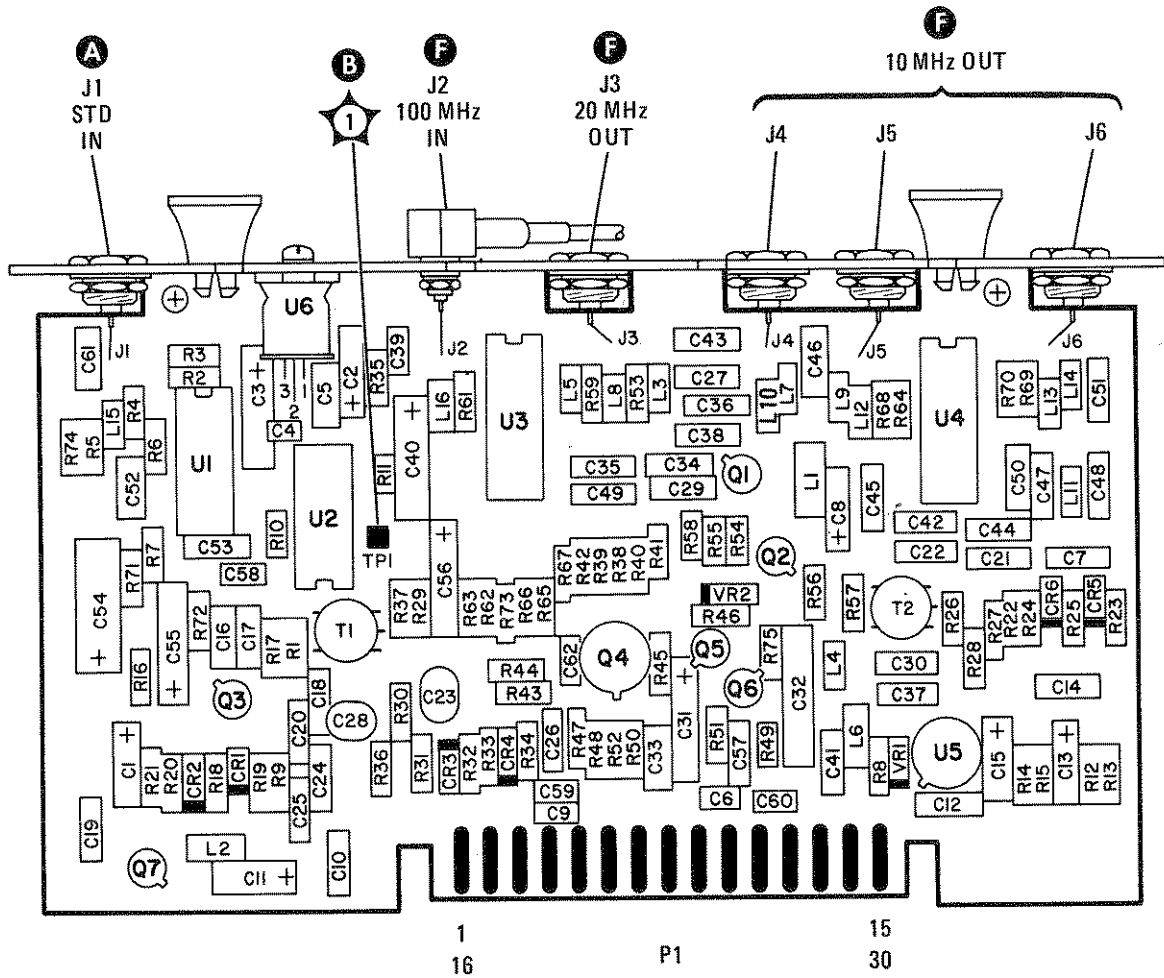 A
J1
STD
IN
B
1
F
J2
100 MHz
IN
F
J3
20 MHz
OUT
F
10 MHz OUT
J4
J5
J6
U6
J1
J2
J3
J4
J5
J6
C61
R3
R2
C3 +
3
2
1
C5
C2
+
R35
C39
L16
R61
U3
L5
R59
L8
R53
L3
C43
C27
C36
C38
L10
L7
C46
L9
L12
R68
R64
U4
R70
R69
L13
L14
C51
R74
R5
L15
R4
R6
C52
U1
C4
U2
R11
C40
+
C35
C49
C34
C29
Q1
L1
+ C8
C45
C50
C47
L11
C48
C42
C22
C44
C21
C7
R7
R71
C53
C58
R10
TP1
C56
+
R67
R42
R39
R38
R40
R41
R58
R55
R54
Q2
R56
R57
T2
R26
R28
R27
R22
R24
CR6
R25
CR5
R23
C54
+
C55
+
R16
R72
C16
C17
R17
R1
T1
R37
R29
R63
R62
R73
R66
R65
VR2
R46
Q3
C18
C20
C28
R30
C23
R44
R43
C62
Q4
R45
Q5
Q6
R75
C32
L4
C30
C37
C14
C1
+
R21
R20
CR2
R18
CR1
R19
R9
C25
C24
R36
R31
CR3
R32
R33
CR4
R34
C26
R47
R48
R52
R50
C33
C31
+
R51
C57
R49
C41
L6
R8
VR1
U5
C15
+
R14
R15
C13
+
R12
R13
C12
C59
C9
C6
C60
C19
Q7
L2
C11 +
C10
1
16
P1
15
30